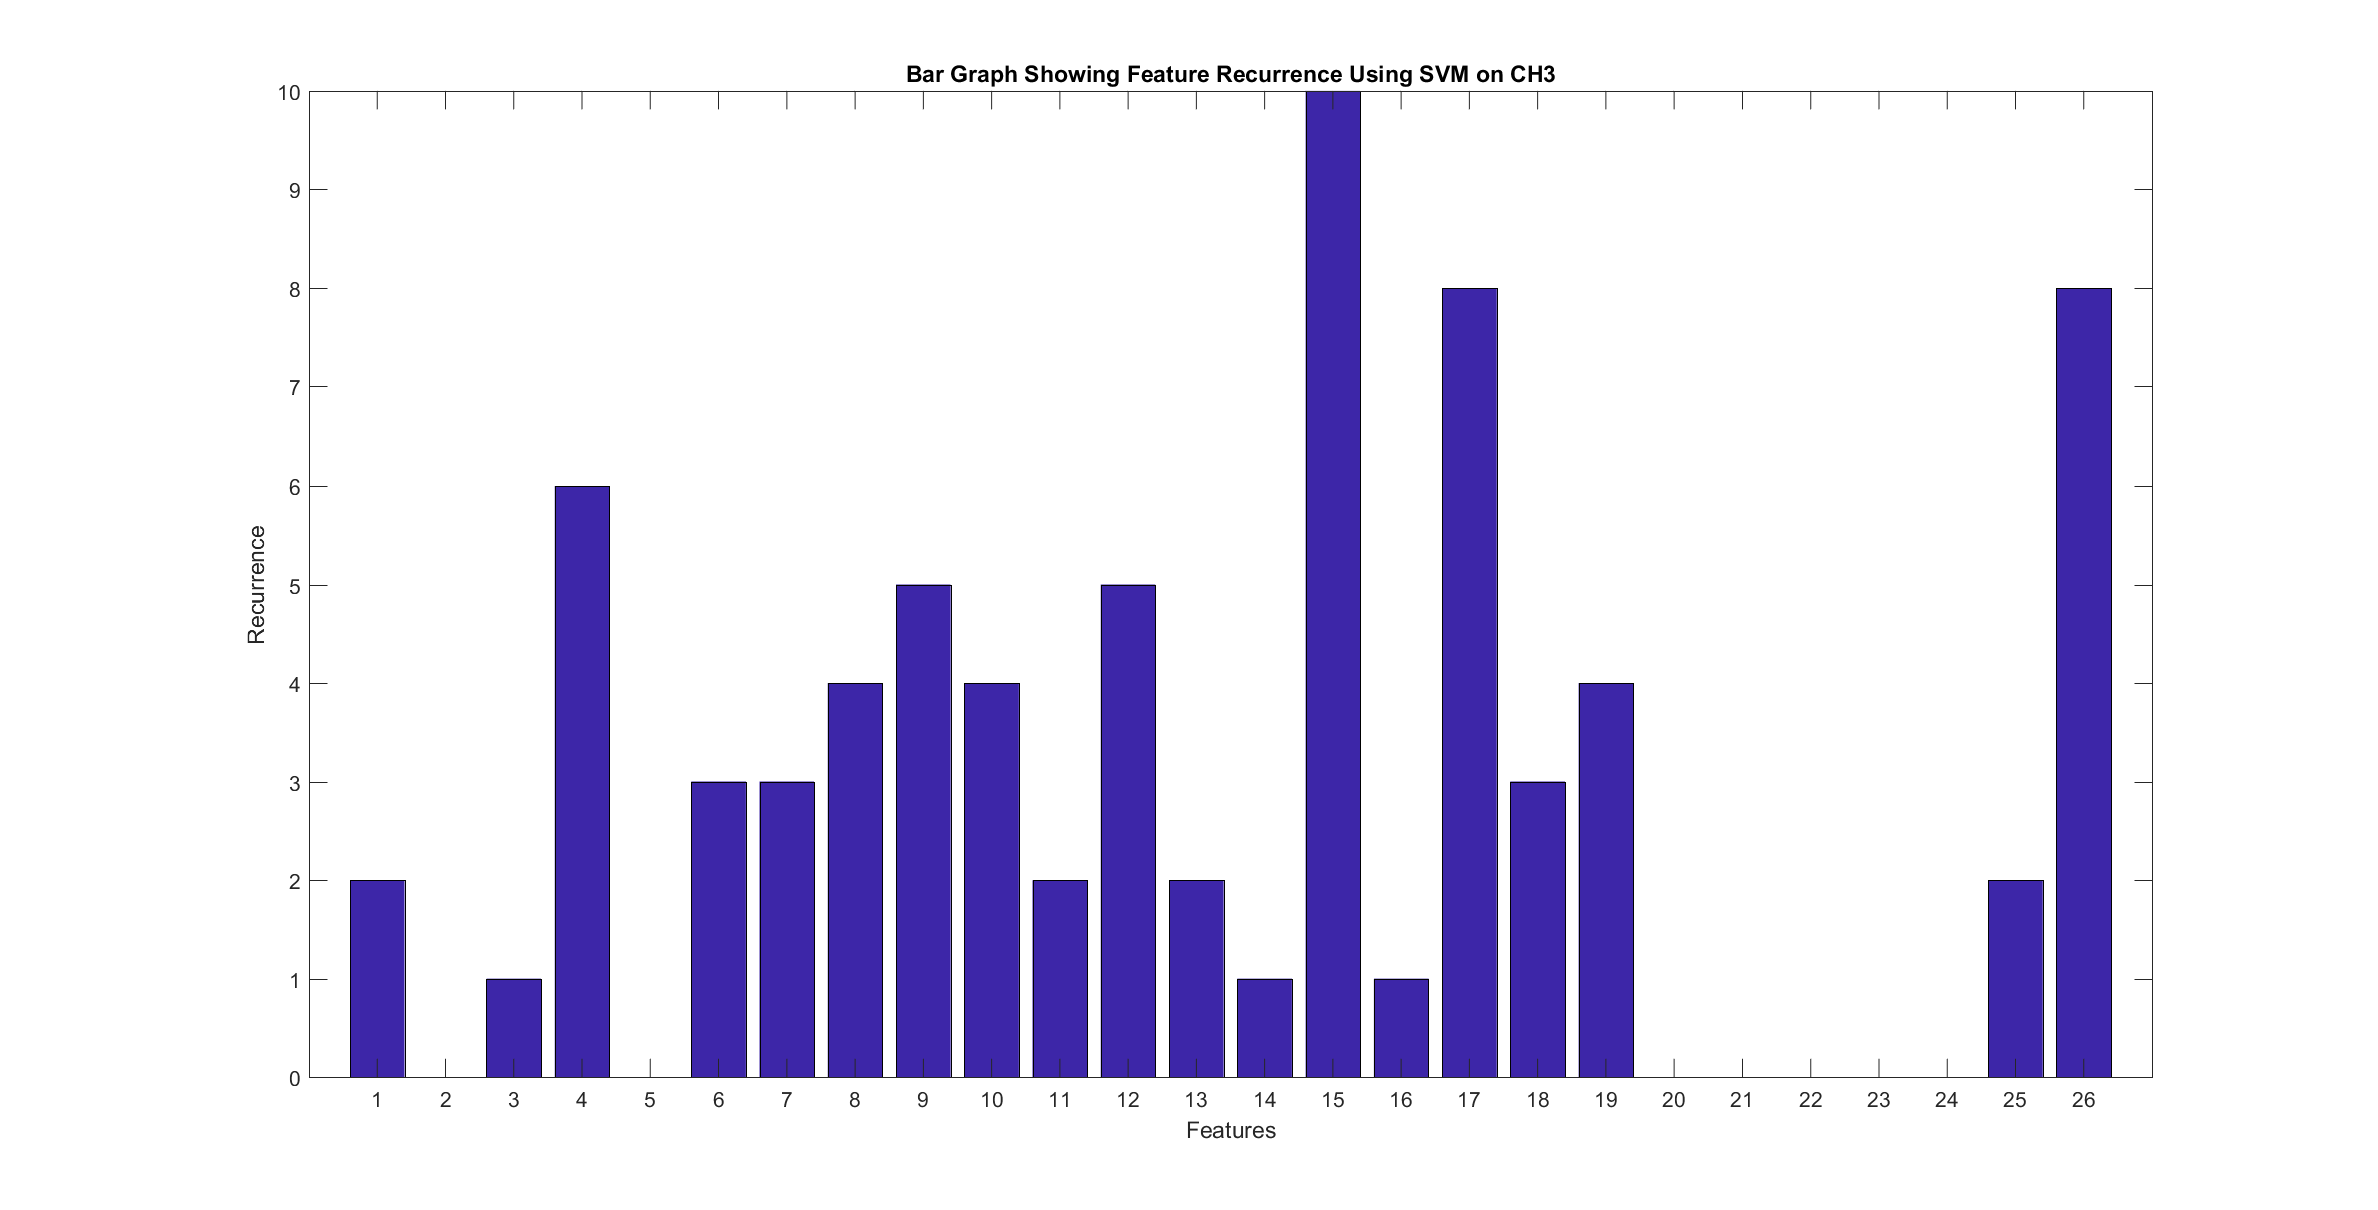 Bar Graph Showing Feature Recurrence Using SVM on CH3
10
9
8
7
6
5
4
3
2
1
0
Recurrence
1 2 3 4 5 6 7 8 9 10 11 12 13 14 15 16 17 18 19 20 21 22 23 24 25 26
Features